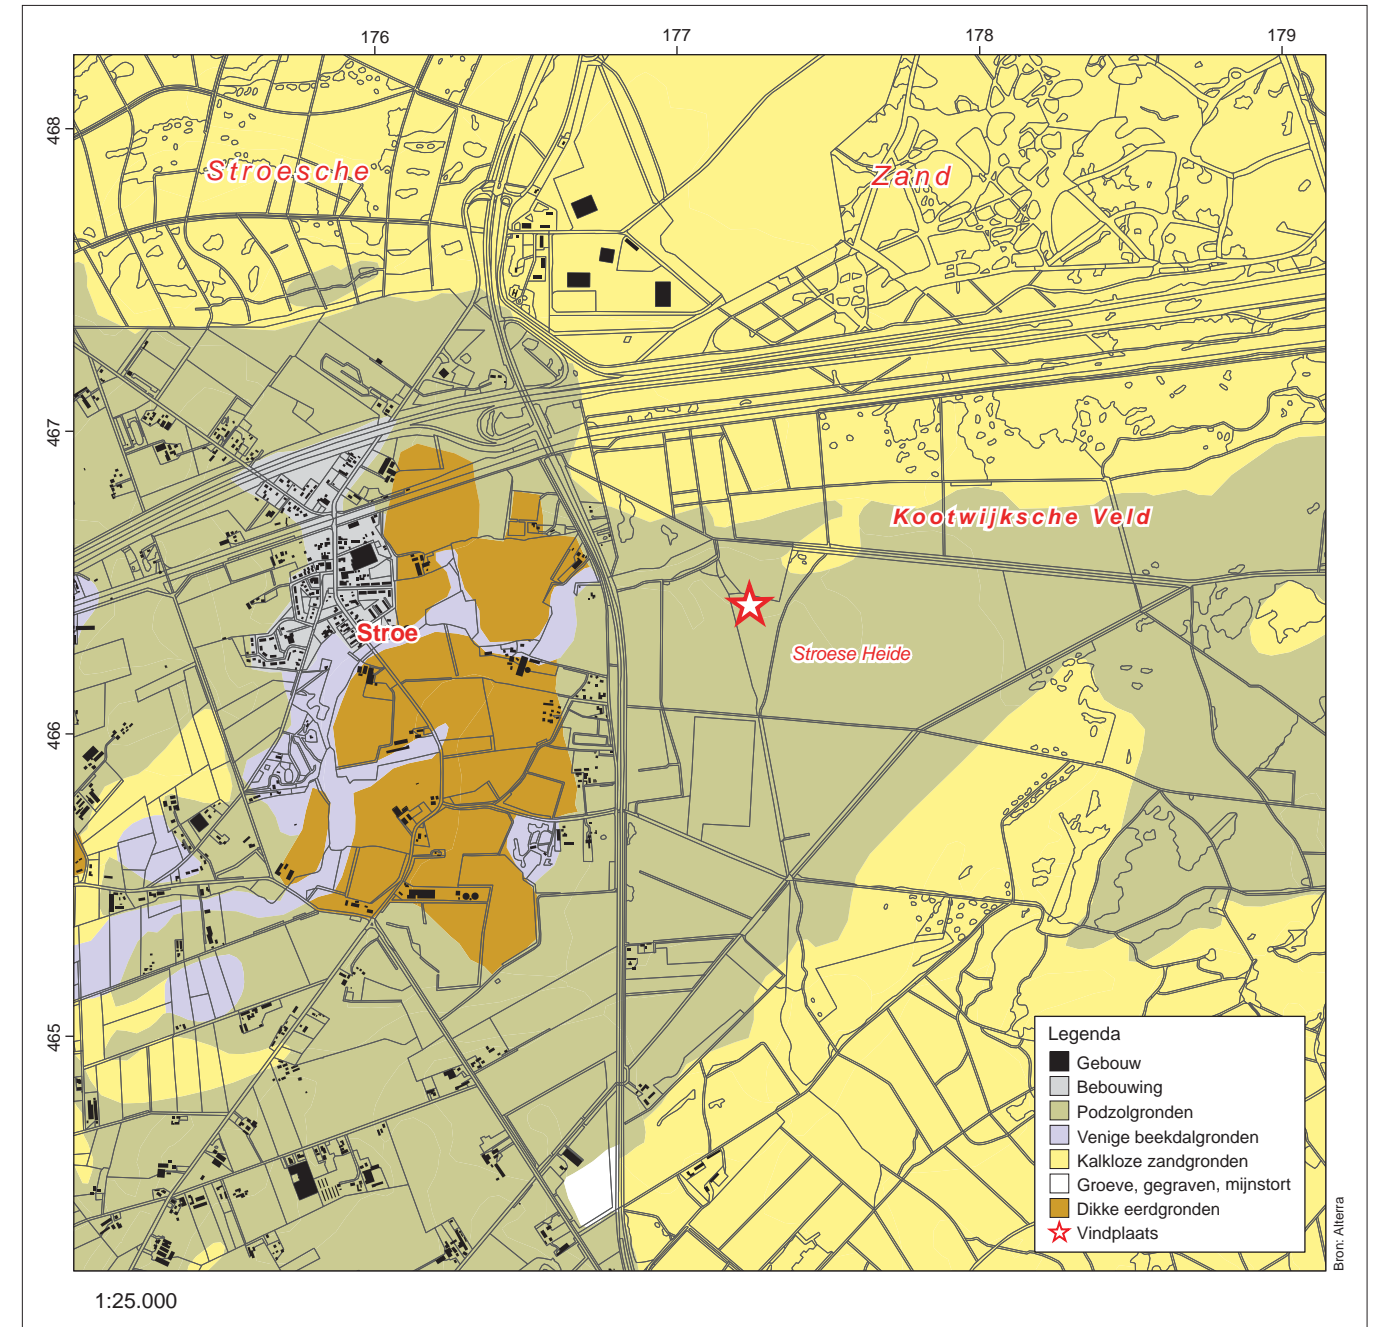 176
177
178
179
468
467
466
465
Stroesche
Zand
Kootwijksche Veld
Stroe
Stroese Heide
Legenda
Gebouw
Bebouwing
Podzolgronden
Venige beekdalgronden
Kalkloze zandgronden
Groeve, gegraven, mijnstort
Dikke eerdgronden
Vindplaats
Bron: Alterra
1:25.000